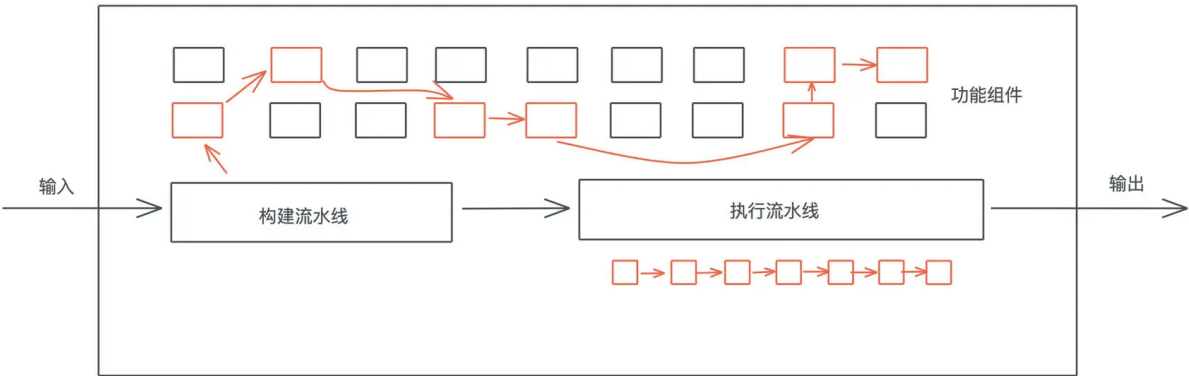 功能组件
输入
构建流水线
执行流水线
输出